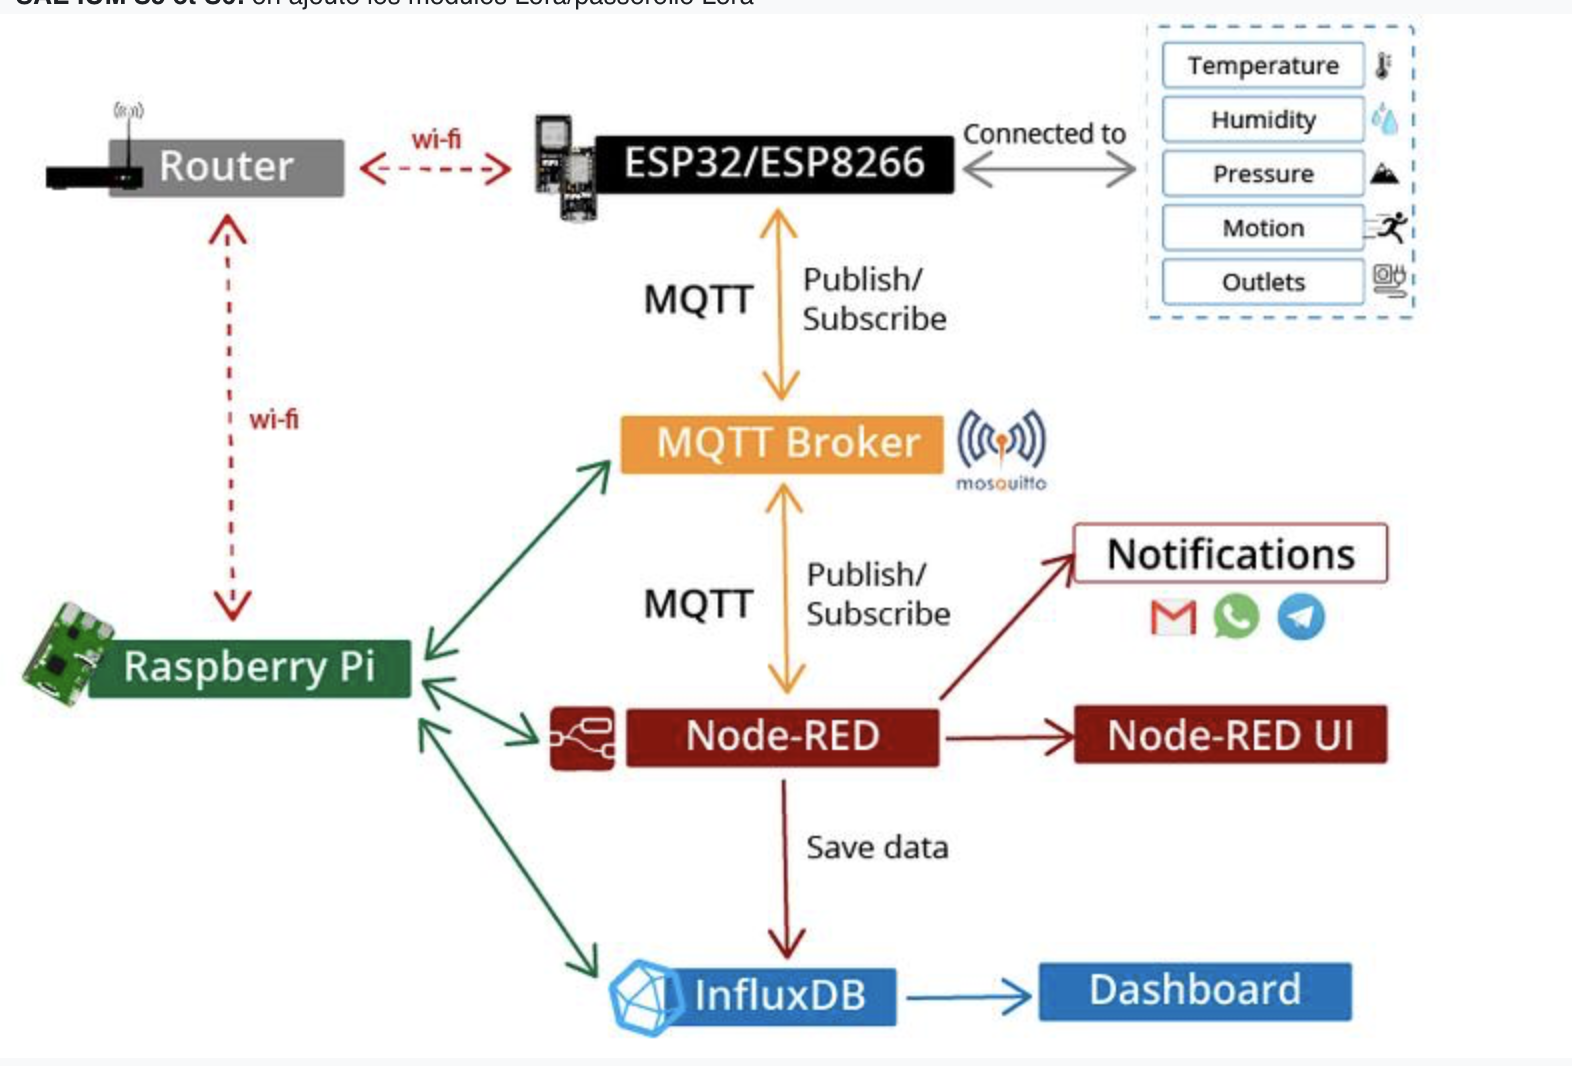 on ajoute les modules Lora/passerelle Lora
Temperature
Humidity
Pressure
Motion
Outlets
Router
wi-fi
ESP32/ESP8266
Connected to
MQTT
Publish/
Subscribe
wi-fi
MQTT Broker
mosquitto
MQTT
Publish/
Subscribe
Notifications
Raspberry Pi
Node-RED
Node-RED UI
Save data
InfluxDB
Dashboard